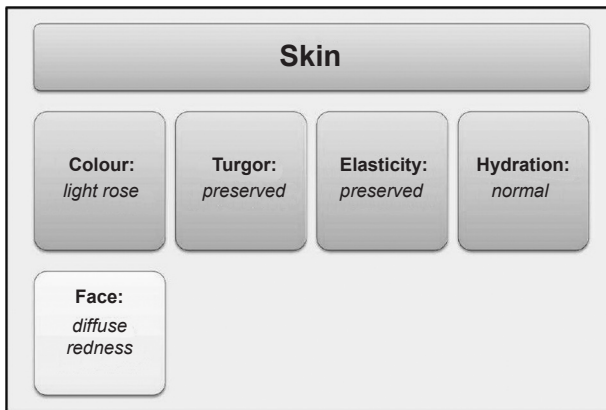 Skin
Colour:
light rose
Turgor:
preserved
Elasticity:
preserved
Hydration:
normal
Face:
diffuse
redness